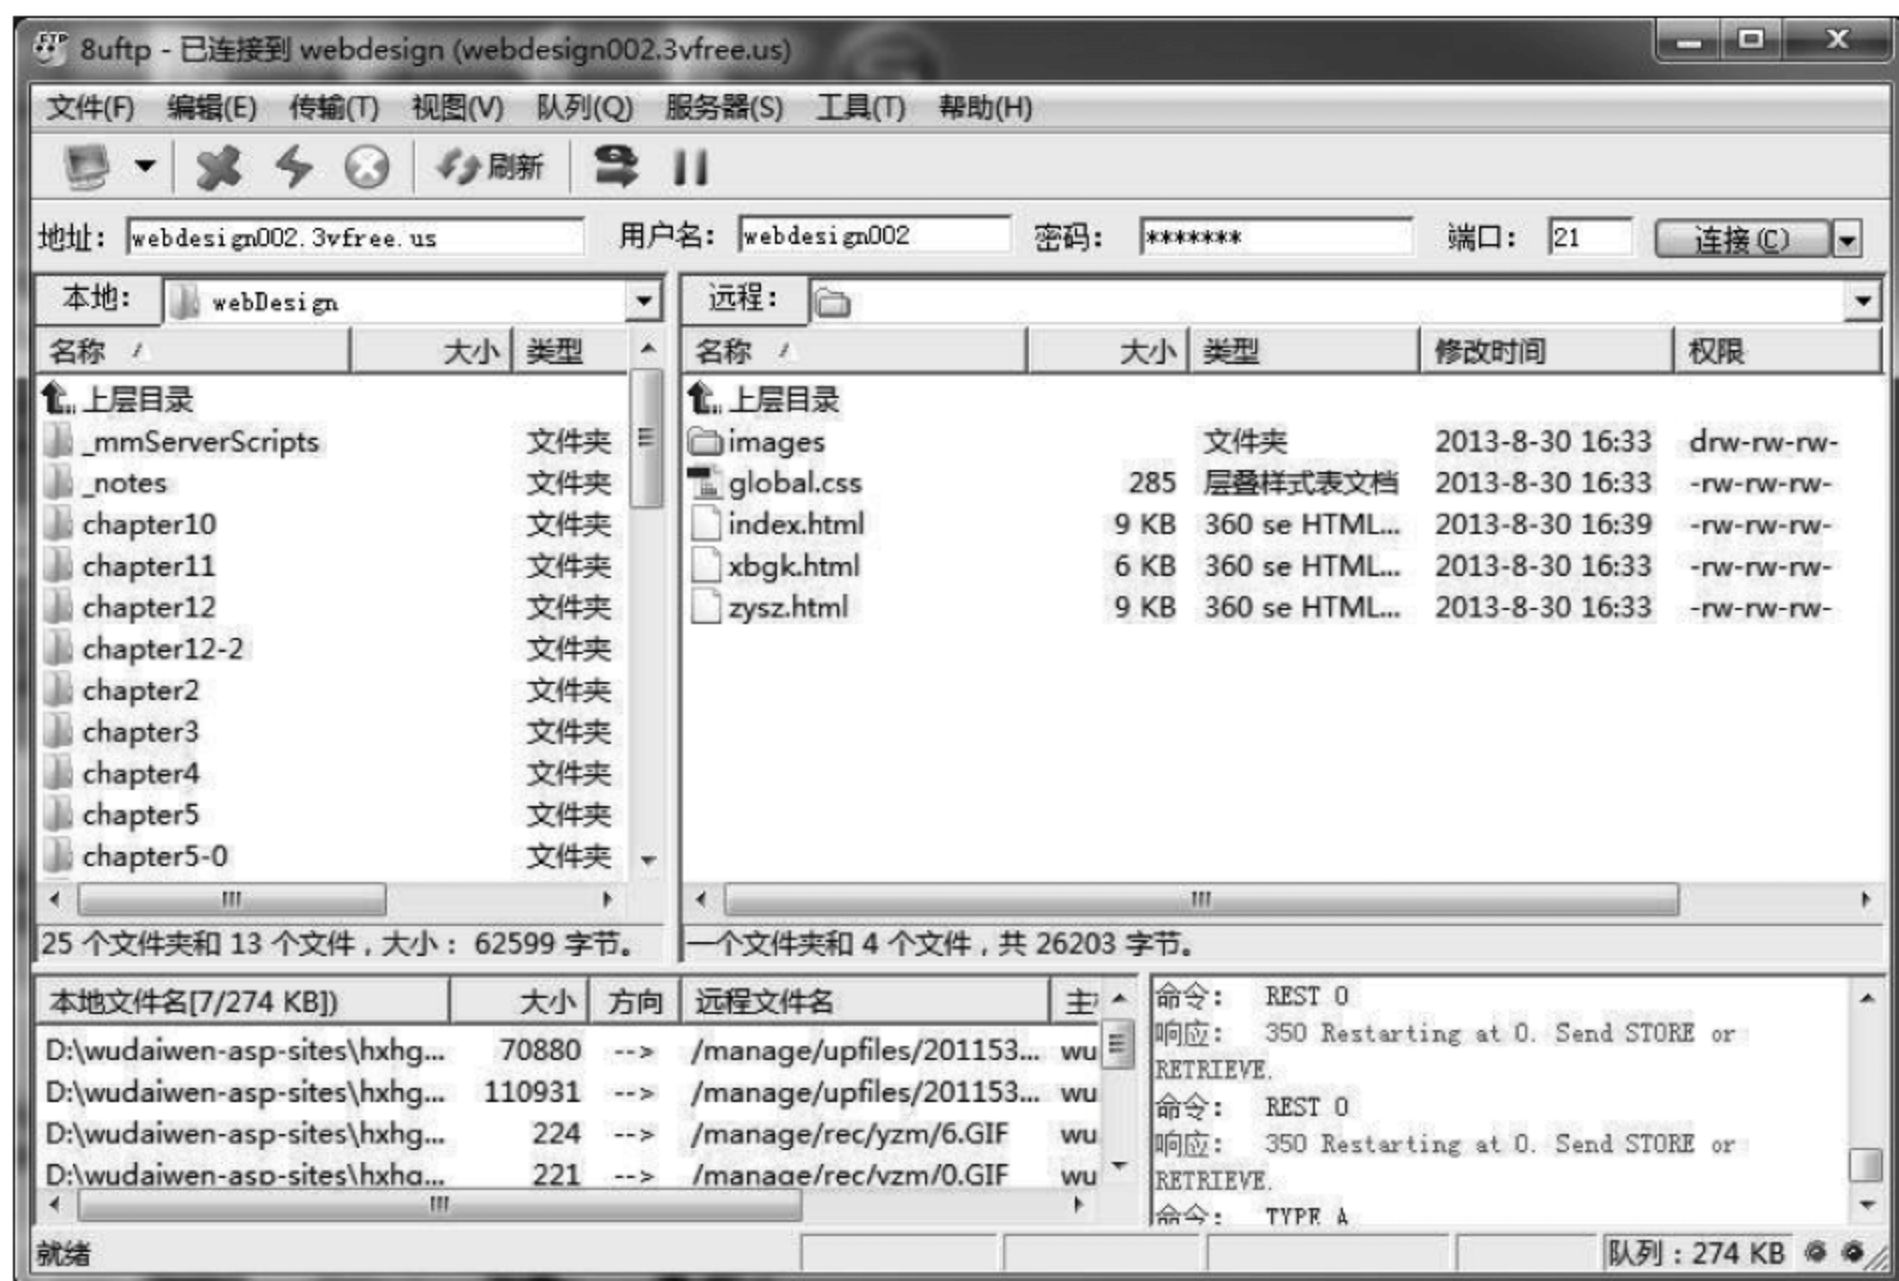 8uftp - 已连接到 webdesign (webdesign002.3vfree.us)
文件(F) 编辑(E) 传输(T) 视图(V) 队列(Q) 服务器(S) 工具(T) 帮助(H)
刷新
地址: webdesign002.3vfree.us 用户名: webdesign002 密码: ******* 端口: 21 连接(C)
本地: webDesign 远程:
名称 大小 类型 名称 大小 类型 修改时间 权限
上层目录 上层目录
_mmServerScripts 文件夹 images 文件夹 2013-8-30 16:33 drw-rw-rw-
_notes 文件夹 global.css 285 层叠样式表文档 2013-8-30 16:33 -rw-rw-rw-
chapter10 文件夹 index.html 9 KB 360 se HTML... 2013-8-30 16:39 -rw-rw-rw-
chapter11 文件夹 xbgk.html 6 KB 360 se HTML... 2013-8-30 16:33 -rw-rw-rw-
chapter12 文件夹 zysz.html 9 KB 360 se HTML... 2013-8-30 16:33 -rw-rw-rw-
chapter12-2 文件夹
chapter2 文件夹
chapter3 文件夹
chapter4 文件夹
chapter5 文件夹
chapter5-0 文件夹
25 个文件夹和 13 个文件，大小： 62599 字节。 一个文件夹和 4 个文件，共 26203 字节。
本地文件名[7/274 KB]) 大小 方向 远程文件名
D:\wudaiwen-asp-sites\hxhg... 70880 --> /manage/upfiles/201153... wu
D:\wudaiwen-asp-sites\hxhg... 110931 --> /manage/upfiles/201153... wu
D:\wudaiwen-asp-sites\hxhg... 224 --> /manage/rec/yzm/6.GIF wu
D:\wudaiwen-asp-sites\hxhg... 221 --> /manage/rec/yzm/0.GIF wu
命令: REST 0
响应: 350 Restarting at 0. Send STORE or
RETRIEVE.
命令: REST 0
响应: 350 Restarting at 0. Send STORE or
RETRIEVE.
命令: TYPE A
就绪 队列：274 KB